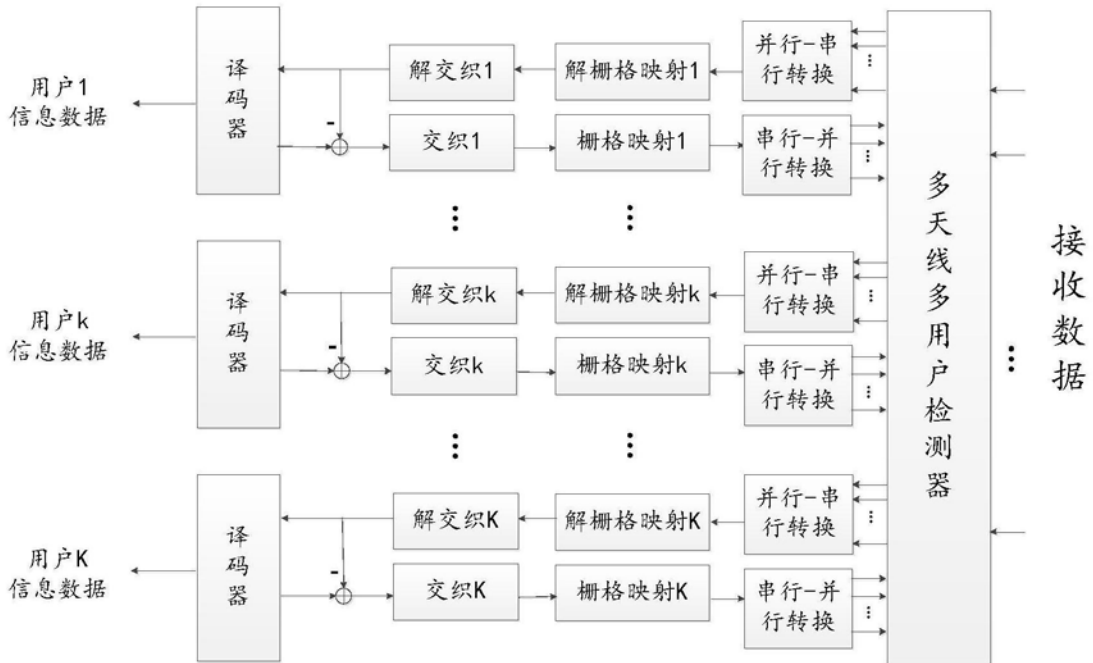 用户1
信息数据
译码器
解交织1
解栅格映射1
并行-串
行转换
-
交织1
栅格映射1
串行-并
行转换
用户k
信息数据
译码器
解交织k
解栅格映射k
并行-串
行转换
-
交织k
栅格映射k
串行-并
行转换
用户K
信息数据
译码器
解交织K
解栅格映射K
并行-串
行转换
-
交织K
栅格映射K
串行-并
行转换
多天线多用户检测器
接收数据